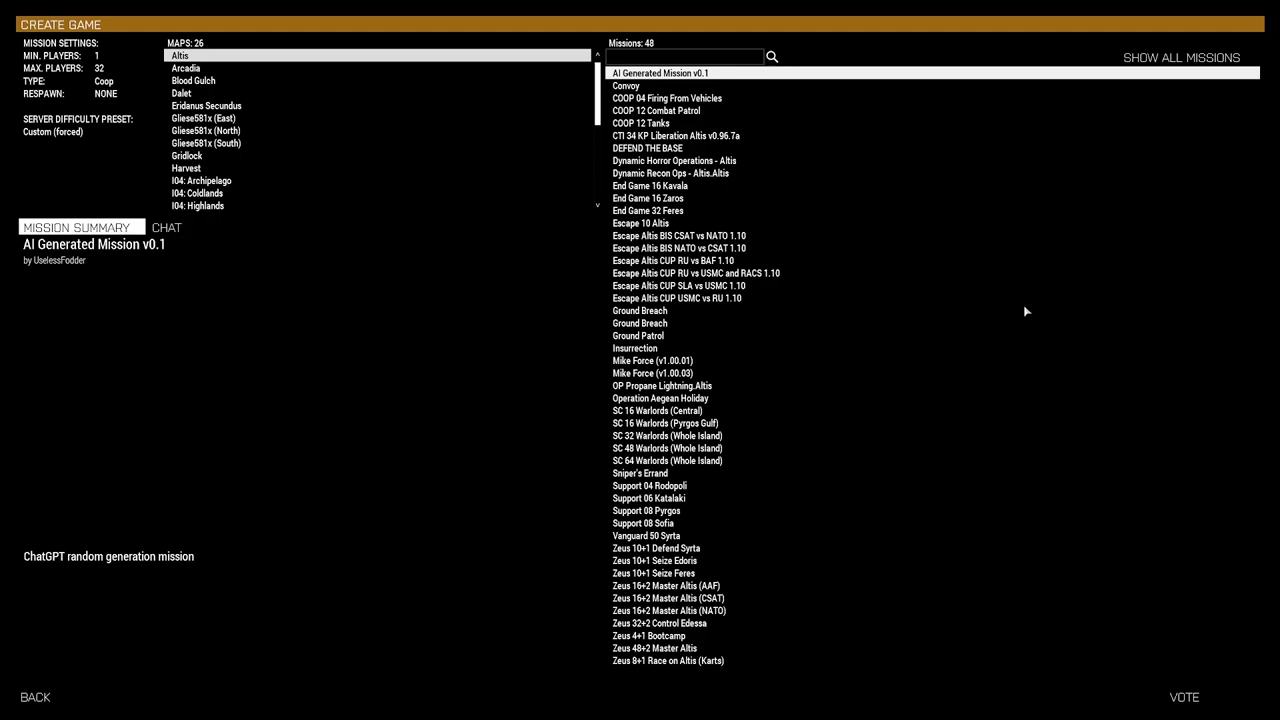 CREATE GAME
MISSION SETTINGS:
MIN. PLAYERS: 1
MAX. PLAYERS: 32
TYPE: Coop
RESPAWN: NONE
SERVER DIFFICULTY PRESET:
Custom (forced)
MAPS: 26
Altis
Arcadia
Blood Gulch
Dalet
Eridanus Secundus
Gliese581x (East)
Gliese581x (North)
Gliese581x (South)
Gridlock
Harvest
I04: Archipelago
I04: Coldlands
I04: Highlands
Missions: 48
SHOW ALL MISSIONS
AI Generated Mission v0.1
Convoy
COOP 04 Firing From Vehicles
COOP 12 Combat Patrol
COOP 12 Tanks
CTI 34 KP Liberation Altis v0.96.7a
DEFEND THE BASE
Dynamic Horror Operations - Altis
Dynamic Recon Ops - Altis.Altis
End Game 16 Kavala
End Game 16 Zaros
End Game 32 Feres
Escape 10 Altis
Escape Altis BIS CSAT vs NATO 1.10
Escape Altis BIS NATO vs CSAT 1.10
Escape Altis CUP RU vs BAF 1.10
Escape Altis CUP RU vs USMC and RACS 1.10
Escape Altis CUP SLA vs USMC 1.10
Escape Altis CUP USMC vs RU 1.10
Ground Breach
Ground Breach
Ground Patrol
Insurrection
Mike Force (v1.00.01)
Mike Force (v1.00.03)
OP Propane Lightning.Altis
Operation Aegean Holiday
SC 16 Warlords (Central)
SC 16 Warlords (Pyrgos Gulf)
SC 32 Warlords (Whole Island)
SC 48 Warlords (Whole Island)
SC 64 Warlords (Whole Island)
Sniper's Errand
Support 04 Rodopoli
Support 06 Katalaki
Support 08 Pyrgos
Support 08 Sofia
Vanguard 50 Syrta
Zeus 10+1 Defend Syrta
Zeus 10+1 Seize Edoris
Zeus 10+1 Seize Feres
Zeus 16+2 Master Altis (AAF)
Zeus 16+2 Master Altis (CSAT)
Zeus 16+2 Master Altis (NATO)
Zeus 32+2 Control Edessa
Zeus 4+1 Bootcamp
Zeus 48+2 Master Altis
Zeus 8+1 Race on Altis (Karts)
MISSION SUMMARY
CHAT
AI Generated Mission v0.1
by UselessFodder
ChatGPT random generation mission
BACK
VOTE